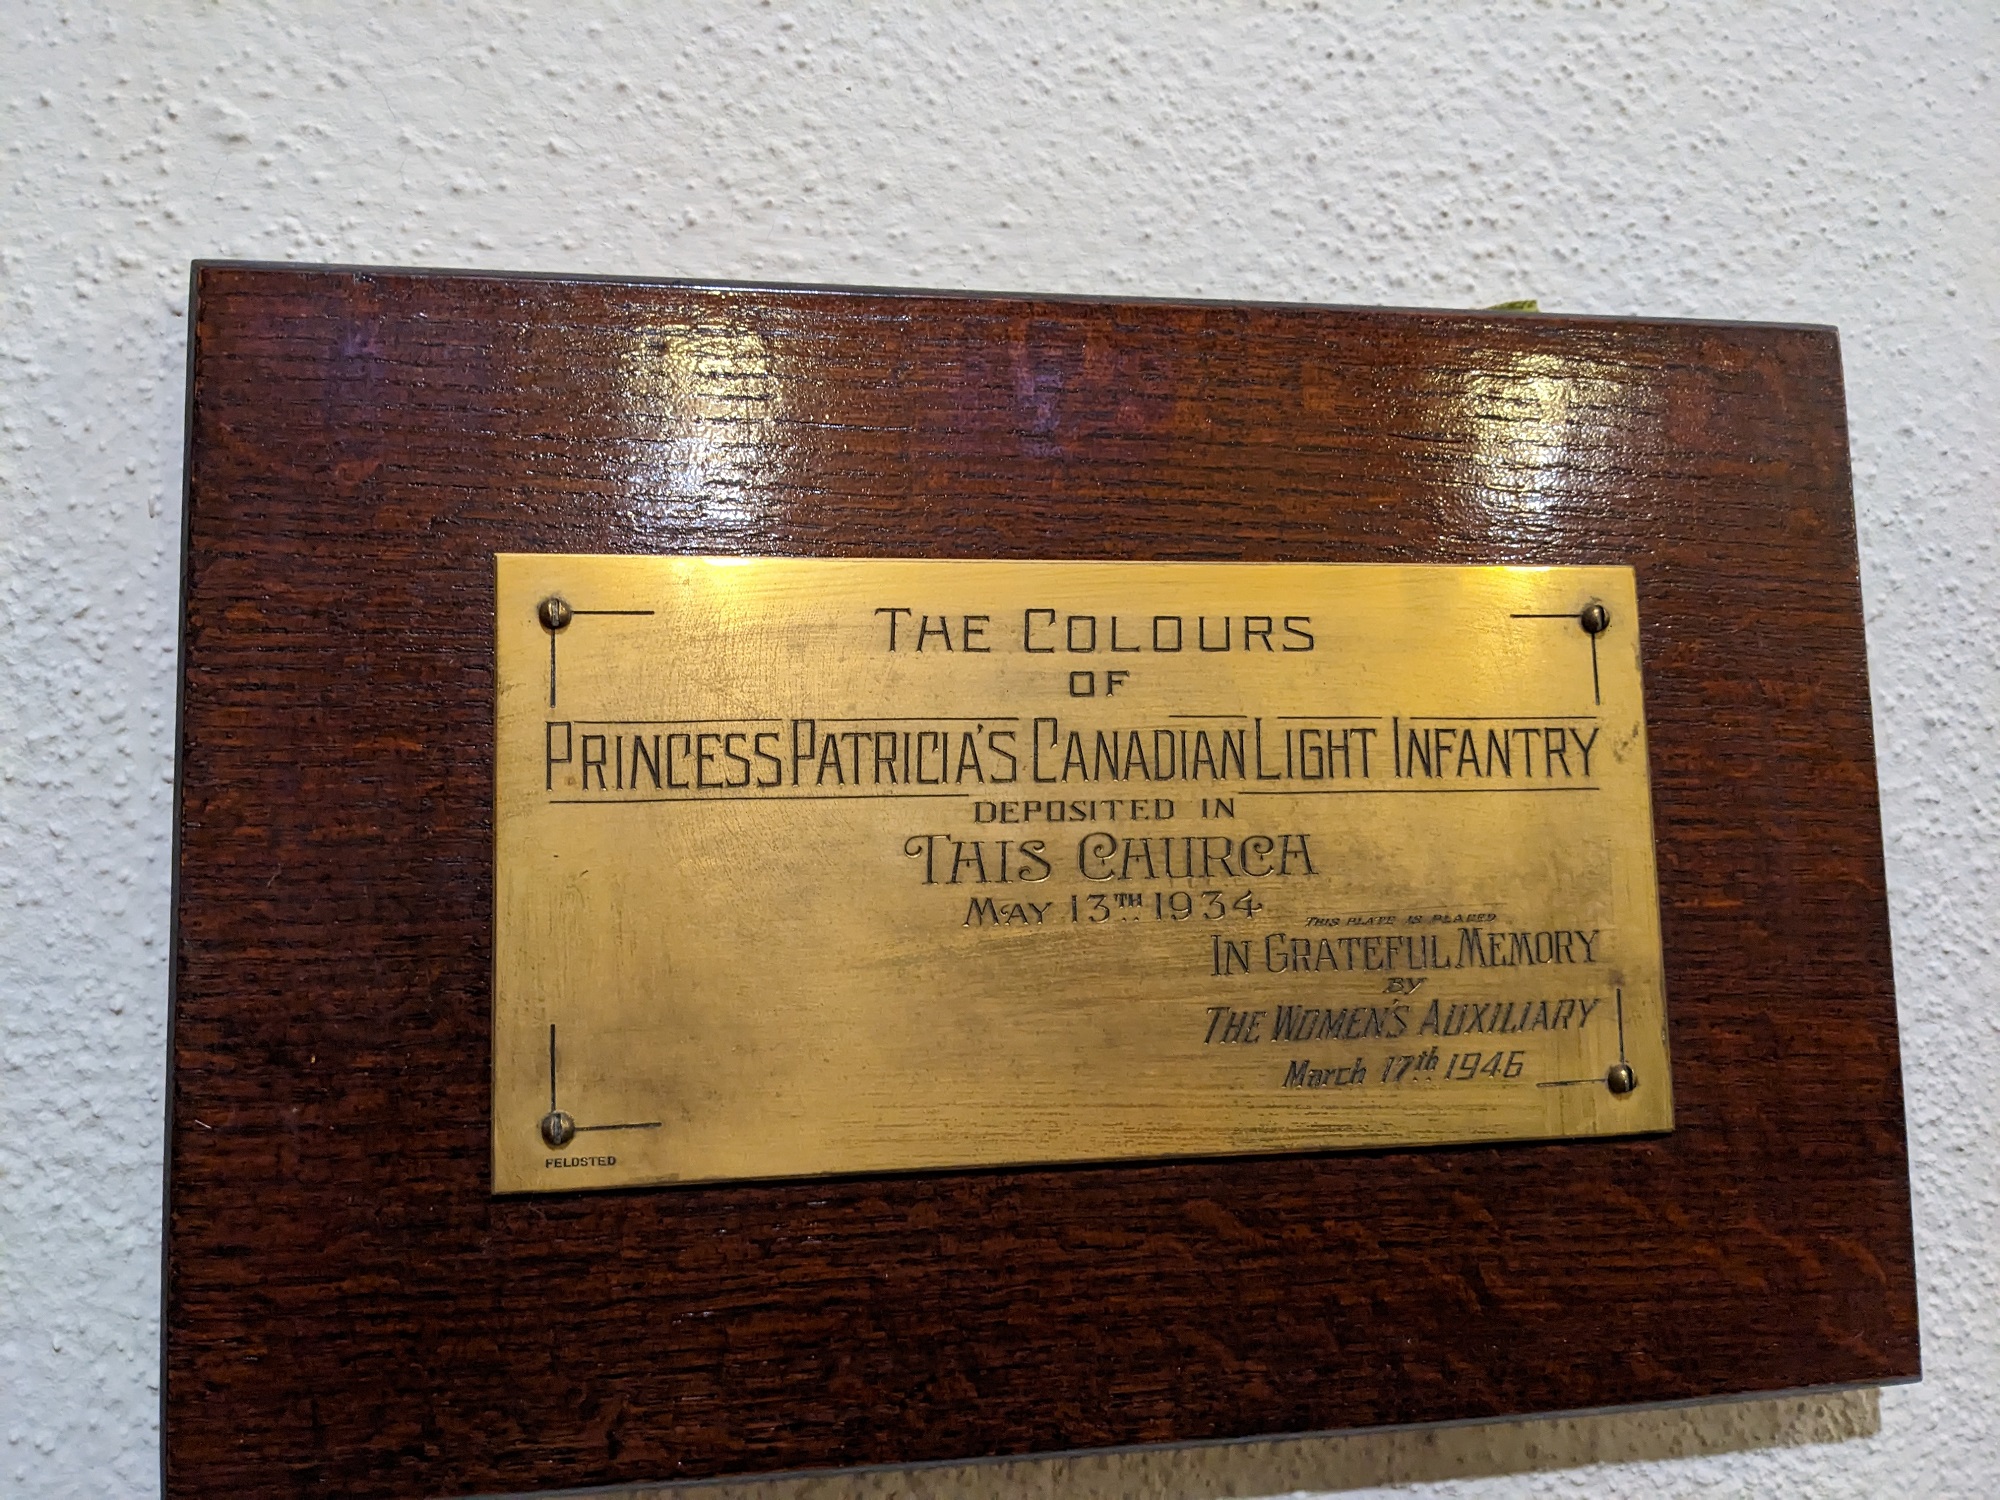 THE COLOURS
OF
PRINCESS PATRICIA'S CANADIAN LIGHT INFANTRY
DEPOSITED IN
THIS CHURCH
MAY 13TH 1934
THIS PLATE IS PLACED
IN GRATEFUL MEMORY
BY
THE WOMEN'S AUXILIARY
March 17th 1946
FELDSTED